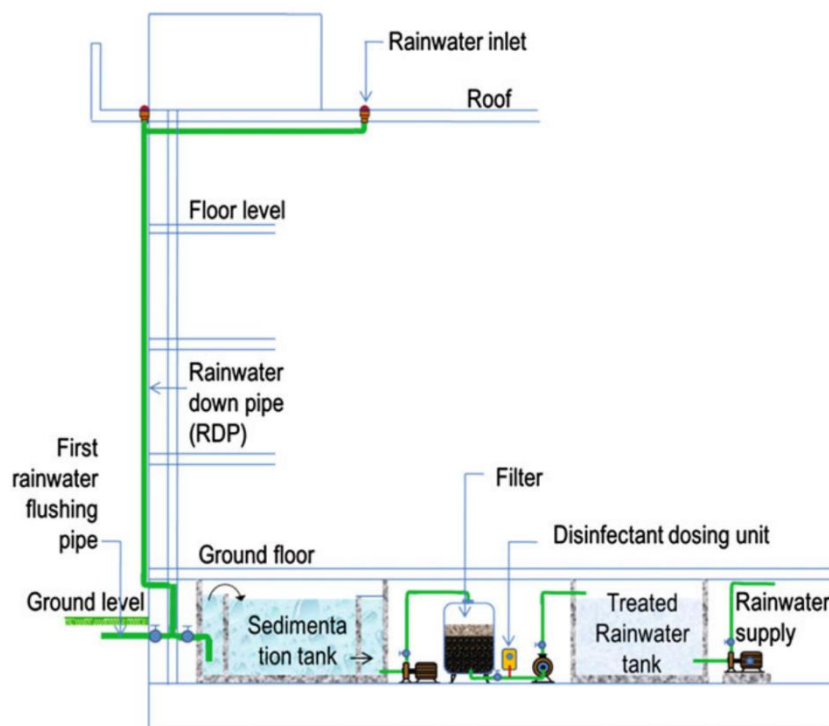 Rainwater inlet
Roof
Floor level
Rainwater
down pipe
(RDP)
First
rainwater
flushing
pipe
Filter
Disinfectant dosing unit
Ground floor
Ground level
Sedimenta
tion tank
Treated
Rainwater
tank
Rainwater
supply